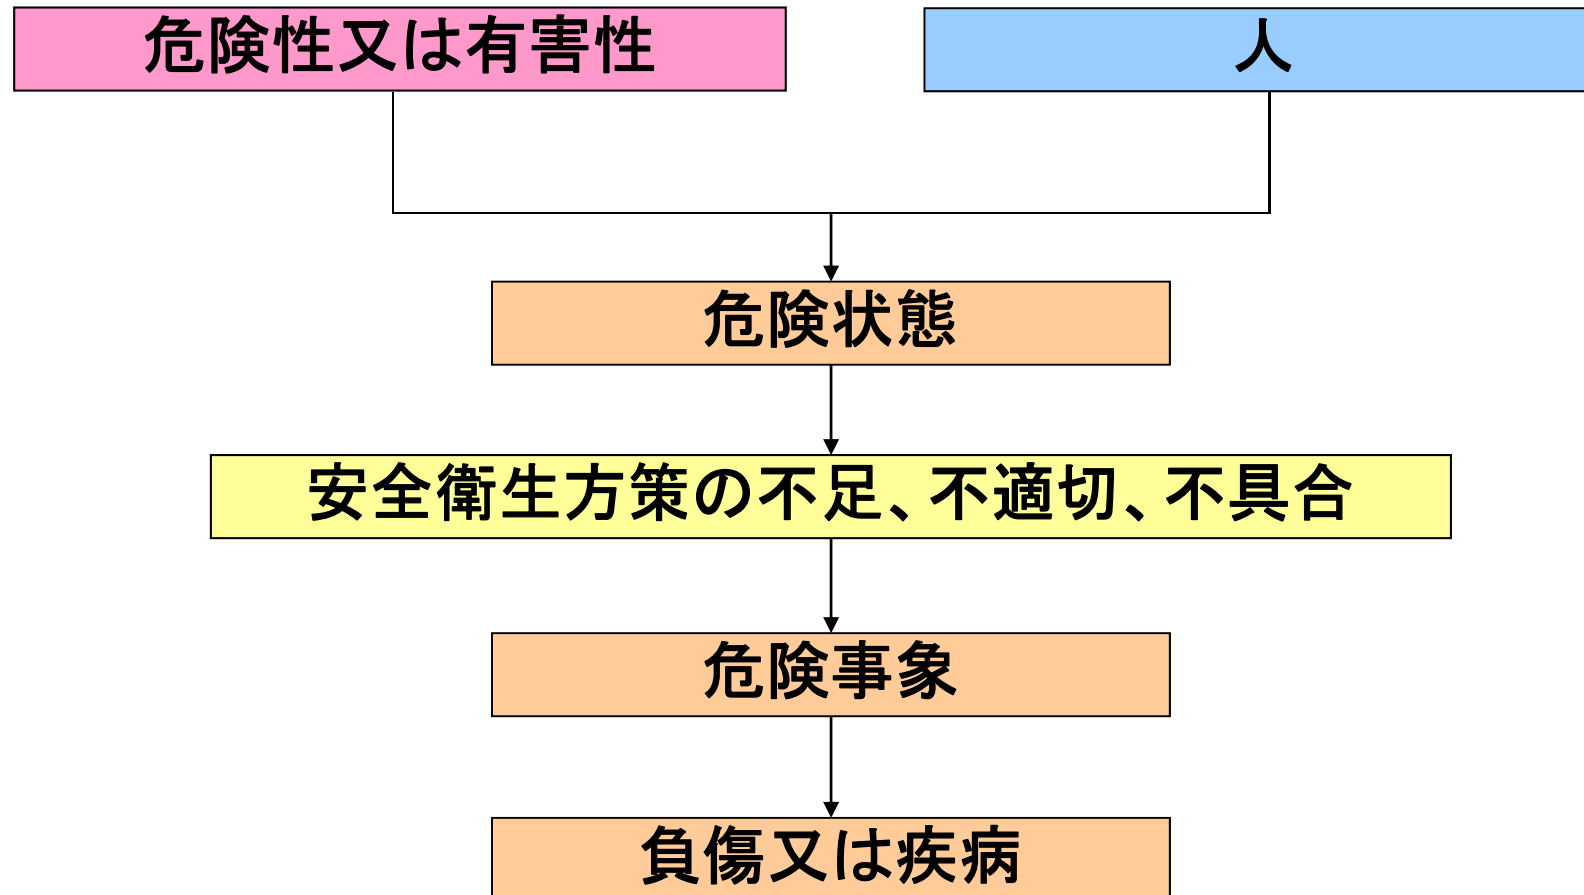 危険性又は有害性
人
危険状態
安全衛生方策の不足、不適切、不具合
危険事象
負傷又は疾病